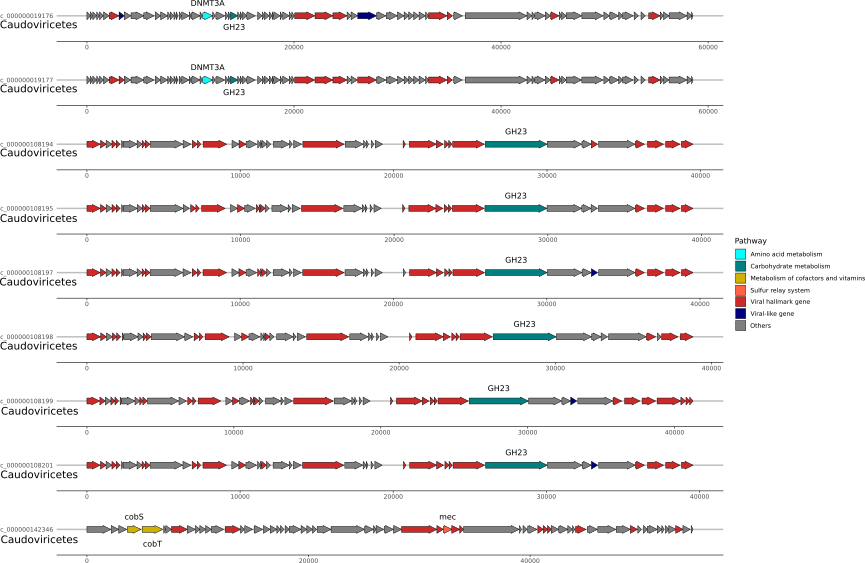 DNMT3A
c_000000019176
Caudoviricetes
GH23
0 20000 40000 60000
DNMT3A
c_000000019177
Caudoviricetes
GH23
0 20000 40000 60000
GH23
c_000000108194
Caudoviricetes
0 10000 20000 30000 40000
GH23
c_000000108195
Caudoviricetes
0 10000 20000 30000 40000
GH23
c_000000108197
Caudoviricetes
0 10000 20000 30000 40000
GH23
c_000000108198
Caudoviricetes
0 10000 20000 30000 40000
GH23
c_000000108199
Caudoviricetes
0 10000 20000 30000 40000
GH23
c_000000108201
Caudoviricetes
0 10000 20000 30000 40000
cobS mec
c_000000142346
Caudoviricetes
cobT
0 20000 40000
Pathway
Amino acid metabolism
Carbohydrate metabolism
Metabolism of cofactors and vitamins
Sulfur relay system
Viral hallmark gene
Viral-like gene
Others